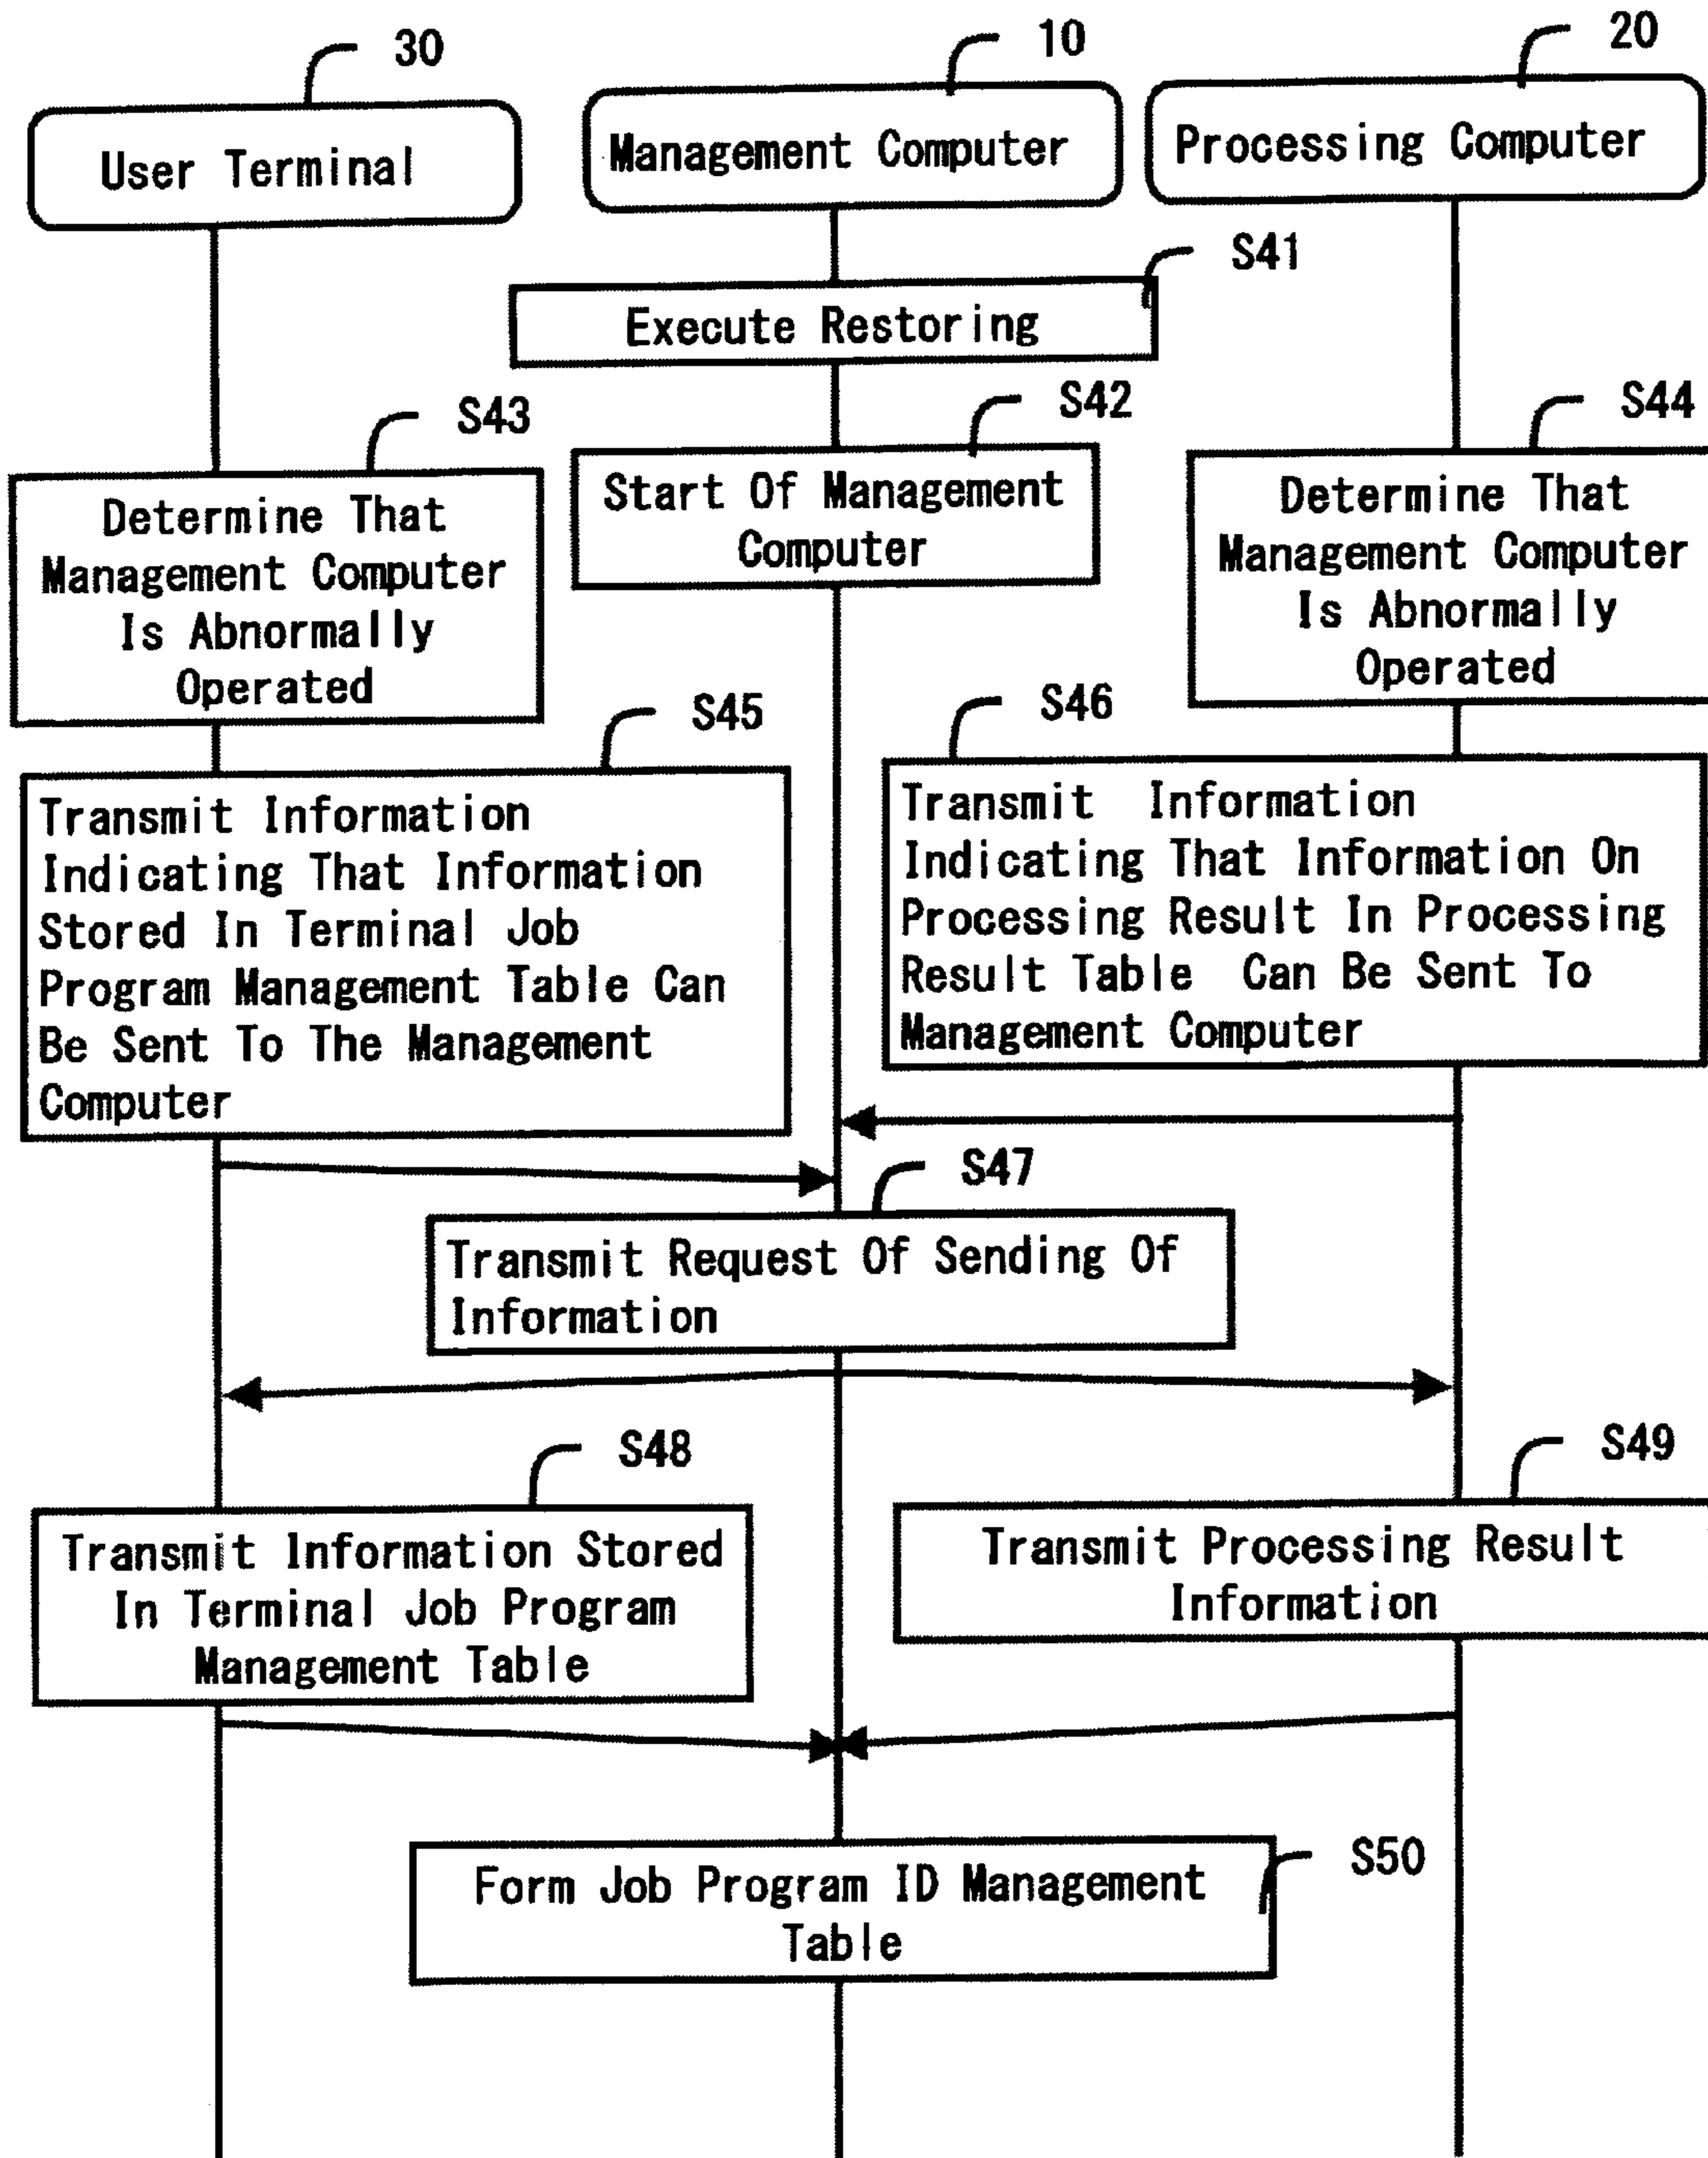 30
10
20
User Terminal
Management Computer
Processing Computer
S41
Execute Restoring
S43
S42
S44
Determine That
Management Computer
Is Abnormally
Operated
Start Of Management
Computer
Determine That
Management Computer
Is Abnormally
Operated
S45
S46
Transmit Information
Indicating That Information
Stored In Terminal Job
Program Management Table Can
Be Sent To The Management
Computer
Transmit Information
Indicating That Information On
Processing Result In Processing
Result Table Can Be Sent To
Management Computer
S47
Transmit Request Of Sending Of
Information
S48
S49
Transmit Information Stored
In Terminal Job Program
Management Table
Transmit Processing Result
Information
S50
Form Job Program ID Management
Table